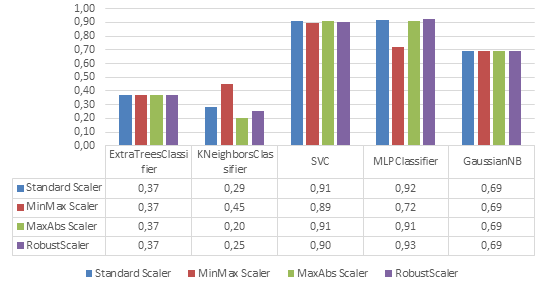 1,00
0,90
0,80
0,70
0,60
0,50
0,40
0,30
0,20
0,10
0,00
ExtraTreesClassi
fier
KNeighborsClas
sifier
SVC
MLPClassifier
GaussianNB
Standard Scaler 0,37 0,29 0,91 0,92 0,69
MinMax Scaler 0,37 0,45 0,89 0,72 0,69
MaxAbs Scaler 0,37 0,20 0,91 0,91 0,69
RobustScaler 0,37 0,25 0,90 0,93 0,69
Standard Scaler MinMax Scaler MaxAbs Scaler RobustScaler